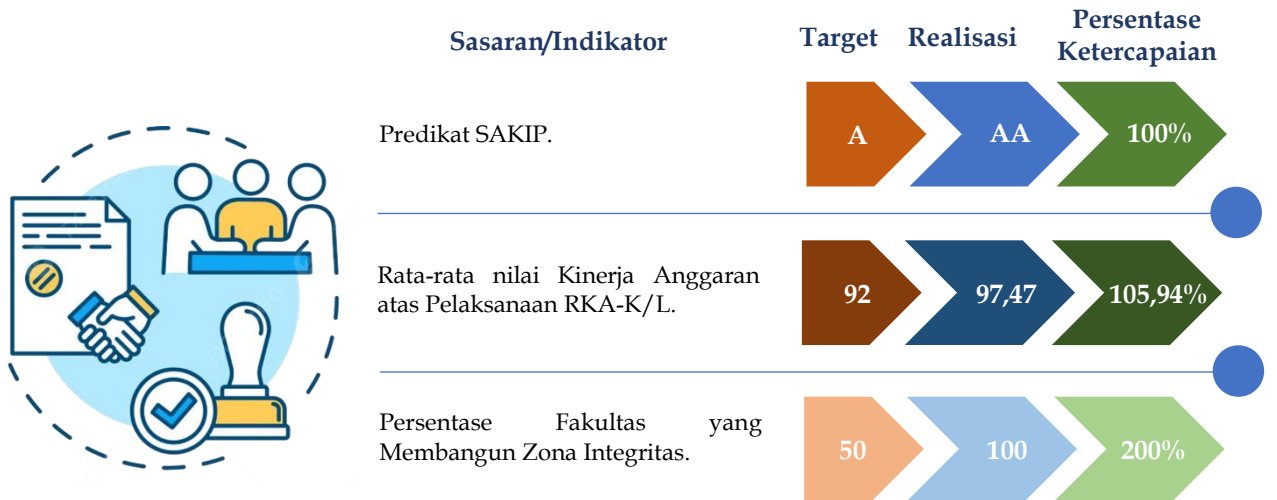 Sasaran/Indikator
Target
Realisasi
Persentase
Ketercapaian
Predikat SAKIP.
A
AA
100%
Rata-rata nilai Kinerja Anggaran
atas Pelaksanaan RKA-K/L.
92
97,47
105,94%
Persentase Fakultas yang
Membangun Zona Integritas.
50
100
200%